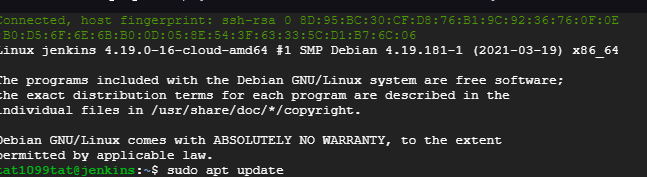 Connected, host fingerprint: ssh-rsa 0 8D:95:BC:30:CF:D8:76:B1:9C:92:36:76:0F:0E
:B0:D5:6F:6E:6B:B0:0D:05:8E:54:3F:63:33:5C:D1:B7:6C:06
Linux jenkins 4.19.0-16-cloud-amd64 #1 SMP Debian 4.19.181-1 (2021-03-19) x86_64
The programs included with the Debian GNU/Linux system are free software;
the exact distribution terms for each program are described in the
individual files in /usr/share/doc/*/copyright.
Debian GNU/Linux comes with ABSOLUTELY NO WARRANTY, to the extent
permitted by applicable law.
tat1099tat@jenkins:~$ sudo apt update